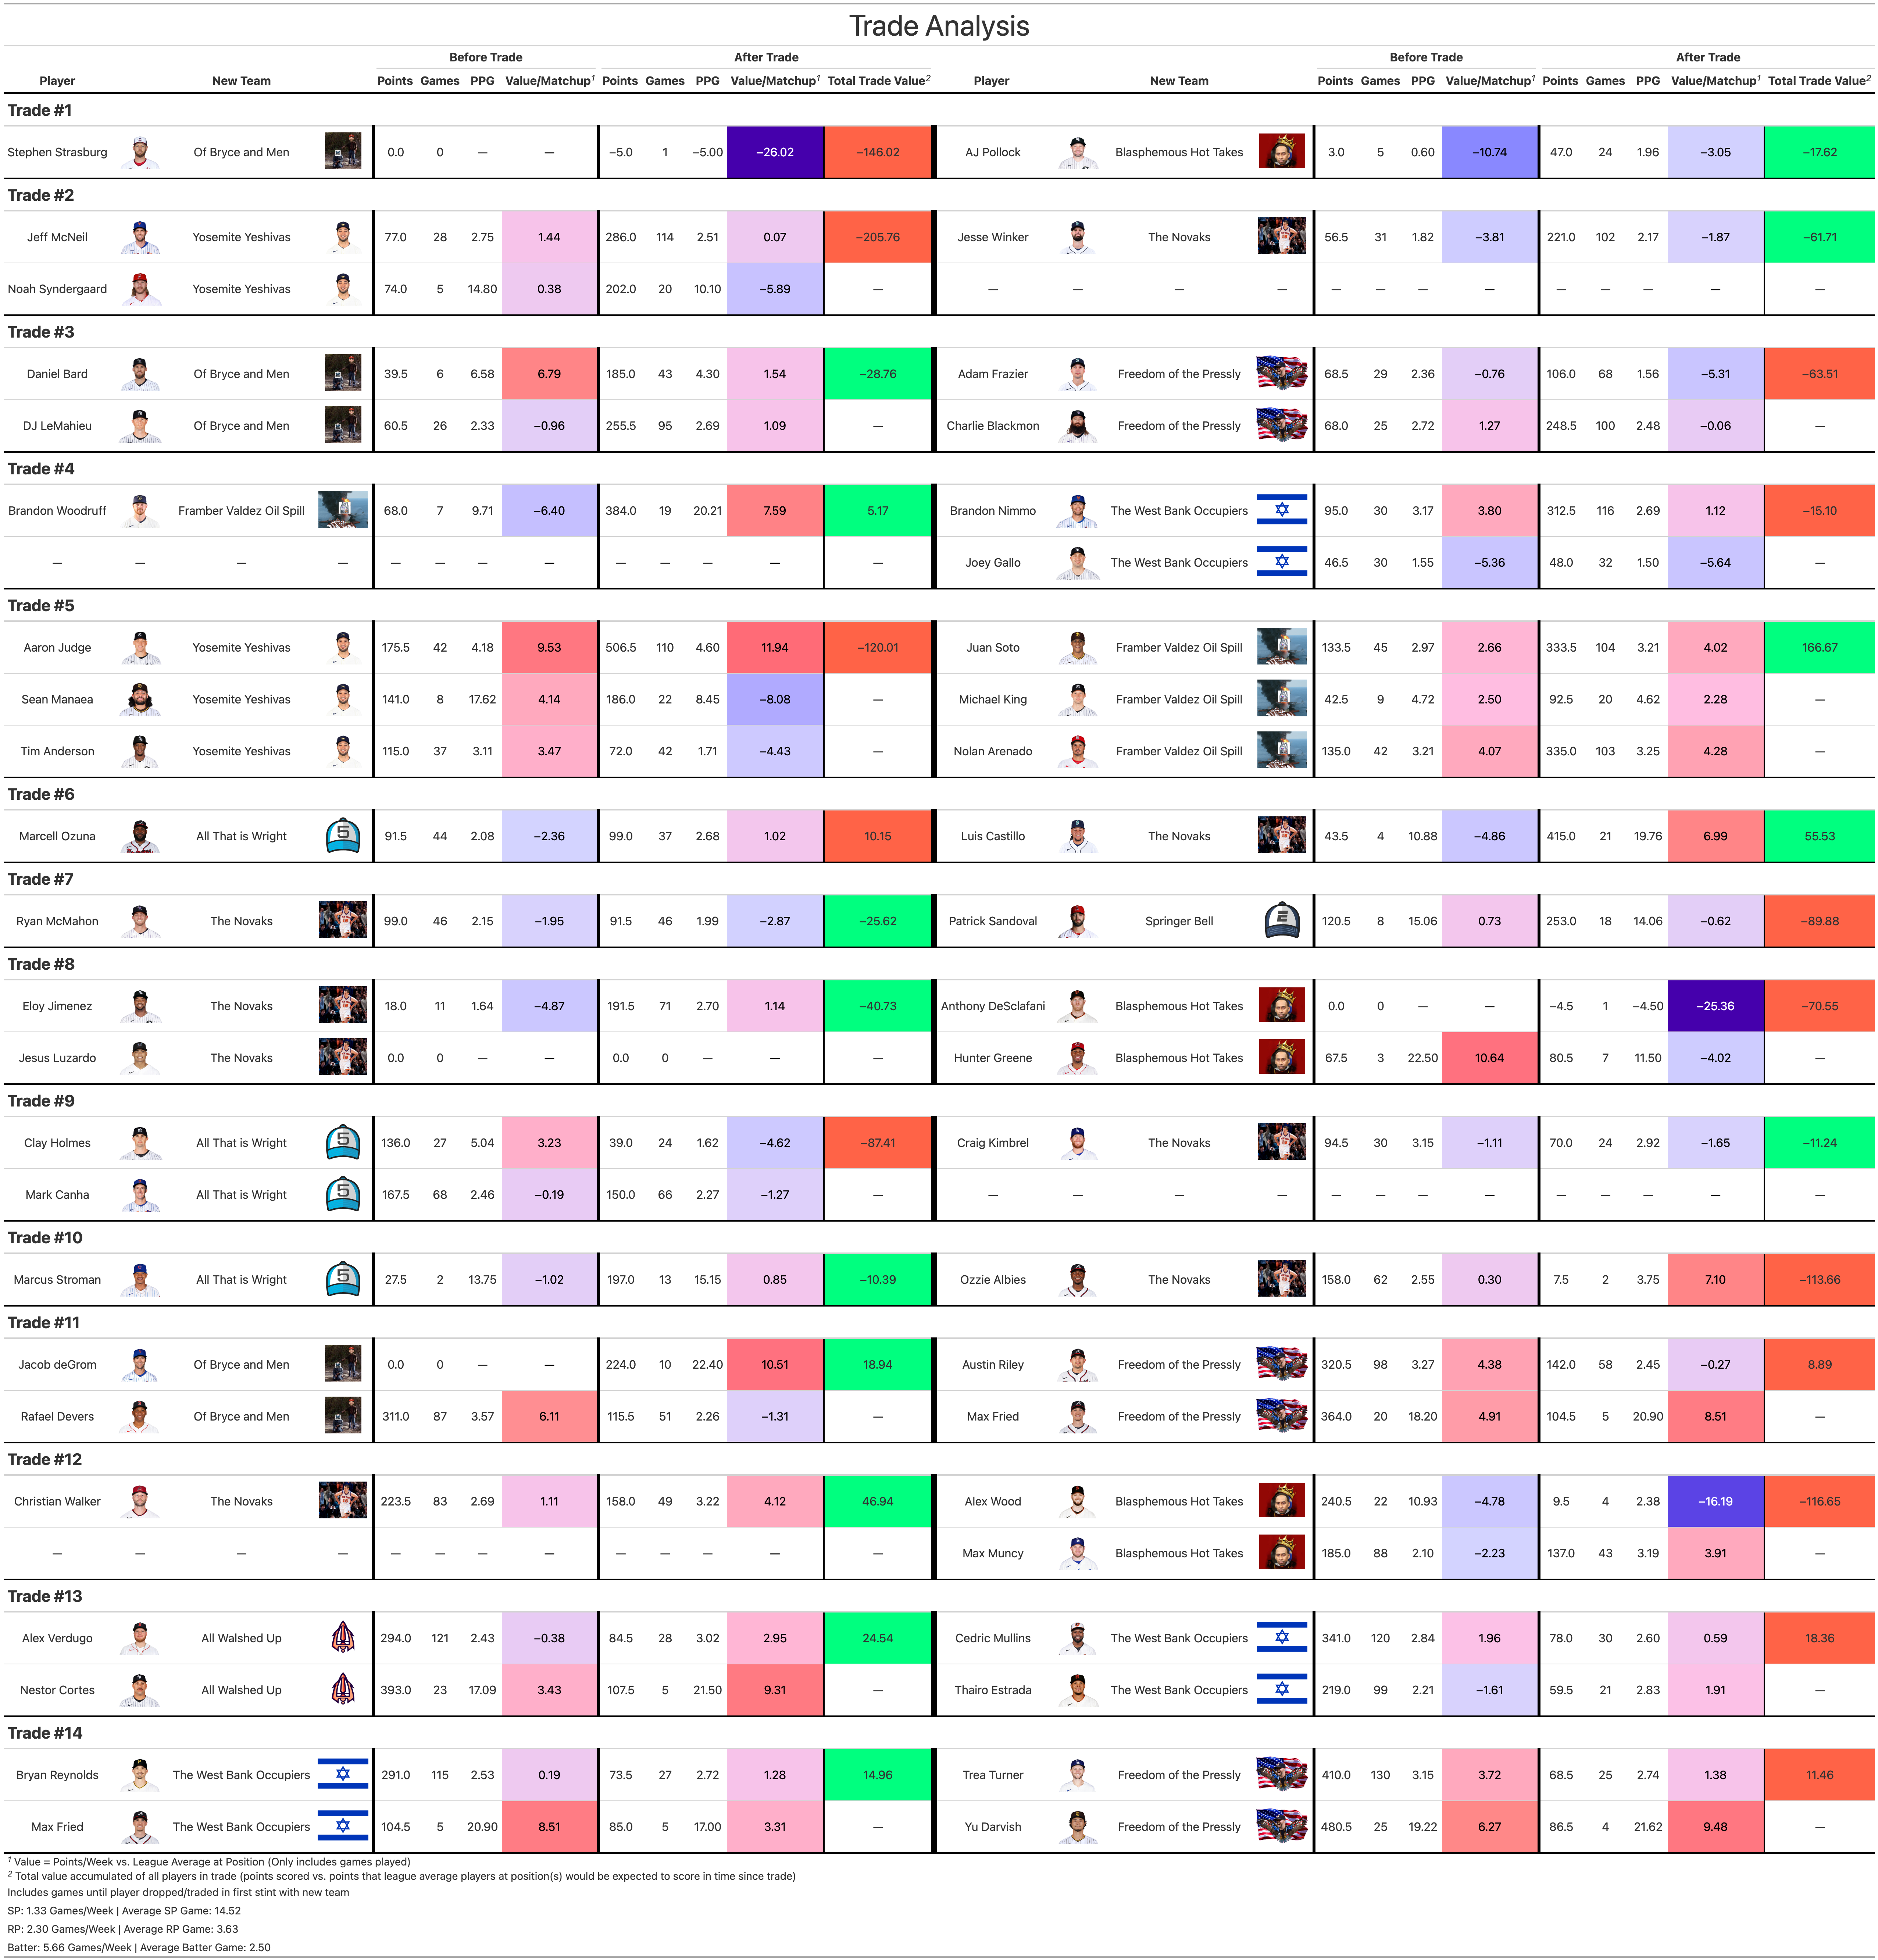 Trade Analysis
Before Trade After Trade Before Trade After Trade
Player New Team Points Games PPG Value/Matchup1 Points Games PPG Value/Matchup1 Total Trade Value2 Player New Team Points Games PPG Value/Matchup1 Points Games PPG Value/Matchup1 Total Trade Value2
Trade #1
Stephen Strasburg Of Bryce and Men 0.0 0 — — −5.0 1 −5.00 −26.02 −146.02 AJ Pollock Blasphemous Hot Takes 3.0 5 0.60 −10.74 47.0 24 1.96 −3.05 −17.62
Trade #2
Jeff McNeil Yosemite Yeshivas 77.0 28 2.75 1.44 286.0 114 2.51 0.07 −205.76 Jesse Winker The Novaks 56.5 31 1.82 −3.81 221.0 102 2.17 −1.87 −61.71
Noah Syndergaard Yosemite Yeshivas 74.0 5 14.80 0.38 202.0 20 10.10 −5.89 — — — — — — — — — — — — —
Trade #3
Daniel Bard Of Bryce and Men 39.5 6 6.58 6.79 185.0 43 4.30 1.54 −28.76 Adam Frazier Freedom of the Pressly 68.5 29 2.36 −0.76 106.0 68 1.56 −5.31 −63.51
DJ LeMahieu Of Bryce and Men 60.5 26 2.33 −0.96 255.5 95 2.69 1.09 — Charlie Blackmon Freedom of the Pressly 68.0 25 2.72 1.27 248.5 100 2.48 −0.06 —
Trade #4
Brandon Woodruff Framber Valdez Oil Spill 68.0 7 9.71 −6.40 384.0 19 20.21 7.59 5.17 Brandon Nimmo The West Bank Occupiers 95.0 30 3.17 3.80 312.5 116 2.69 1.12 −15.10
— — — — — — — — — — — — — Joey Gallo The West Bank Occupiers 46.5 30 1.55 −5.36 48.0 32 1.50 −5.64 —
Trade #5
Aaron Judge Yosemite Yeshivas 175.5 42 4.18 9.53 506.5 110 4.60 11.94 −120.01 Juan Soto Framber Valdez Oil Spill 133.5 45 2.97 2.66 333.5 104 3.21 4.02 166.67
Sean Manaea Yosemite Yeshivas 141.0 8 17.62 4.14 186.0 22 8.45 −8.08 — Michael King Framber Valdez Oil Spill 42.5 9 4.72 2.50 92.5 20 4.62 2.28 —
Tim Anderson Yosemite Yeshivas 115.0 37 3.11 3.47 72.0 42 1.71 −4.43 — Nolan Arenado Framber Valdez Oil Spill 135.0 42 3.21 4.07 335.0 103 3.25 4.28 —
Trade #6
Marcell Ozuna All That is Wright 5 91.5 44 2.08 −2.36 99.0 37 2.68 1.02 10.15 Luis Castillo The Novaks 43.5 4 10.88 −4.86 415.0 21 19.76 6.99 55.53
Trade #7
Ryan McMahon The Novaks 99.0 46 2.15 −1.95 91.5 46 1.99 −2.87 −25.62 Patrick Sandoval Springer Bell 120.5 8 15.06 0.73 253.0 18 14.06 −0.62 −89.88
Trade #8
Eloy Jimenez The Novaks 18.0 11 1.64 −4.87 191.5 71 2.70 1.14 −40.73 Anthony DeSclafani Blasphemous Hot Takes 0.0 0 — — −4.5 1 −4.50 −25.36 −70.55
Jesus Luzardo The Novaks 0.0 0 — — 0.0 0 — — — Hunter Greene Blasphemous Hot Takes 67.5 3 22.50 10.64 80.5 7 11.50 −4.02 —
Trade #9
Clay Holmes All That is Wright 5 136.0 27 5.04 3.23 39.0 24 1.62 −4.62 −87.41 Craig Kimbrel The Novaks 94.5 30 3.15 −1.11 70.0 24 2.92 −1.65 −11.24
Mark Canha All That is Wright 5 167.5 68 2.46 −0.19 150.0 66 2.27 −1.27 — — — — — — — — — — — — —
Trade #10
Marcus Stroman All That is Wright 5 27.5 2 13.75 −1.02 197.0 13 15.15 0.85 −10.39 Ozzie Albies The Novaks 158.0 62 2.55 0.30 7.5 2 3.75 7.10 −113.66
Trade #11
Jacob deGrom Of Bryce and Men 0.0 0 — — 224.0 10 22.40 10.51 18.94 Austin Riley Freedom of the Pressly 320.5 98 3.27 4.38 142.0 58 2.45 −0.27 8.89
Rafael Devers Of Bryce and Men 311.0 87 3.57 6.11 115.5 51 2.26 −1.31 — Max Fried Freedom of the Pressly 364.0 20 18.20 4.91 104.5 5 20.90 8.51 —
Trade #12
Christian Walker The Novaks 223.5 83 2.69 1.11 158.0 49 3.22 4.12 46.94 Alex Wood Blasphemous Hot Takes 240.5 22 10.93 −4.78 9.5 4 2.38 −16.19 −116.65
— — — — — — — — — — — — — Max Muncy Blasphemous Hot Takes 185.0 88 2.10 −2.23 137.0 43 3.19 3.91 —
Trade #13
Alex Verdugo All Walshed Up 294.0 121 2.43 −0.38 84.5 28 3.02 2.95 24.54 Cedric Mullins The West Bank Occupiers 341.0 120 2.84 1.96 78.0 30 2.60 0.59 18.36
Nestor Cortes All Walshed Up 393.0 23 17.09 3.43 107.5 5 21.50 9.31 — Thairo Estrada The West Bank Occupiers 219.0 99 2.21 −1.61 59.5 21 2.83 1.91 —
Trade #14
Bryan Reynolds The West Bank Occupiers 291.0 115 2.53 0.19 73.5 27 2.72 1.28 14.96 Trea Turner Freedom of the Pressly 410.0 130 3.15 3.72 68.5 25 2.74 1.38 11.46
Max Fried The West Bank Occupiers 104.5 5 20.90 8.51 85.0 5 17.00 3.31 — Yu Darvish Freedom of the Pressly 480.5 25 19.22 6.27 86.5 4 21.62 9.48 —
1 Value = Points/Week vs. League Average at Position (Only includes games played)
2 Total value accumulated of all players in trade (points scored vs. points that league average players at position(s) would be expected to score in time since trade)
Includes games until player dropped/traded in first stint with new team
SP: 1.33 Games/Week | Average SP Game: 14.52
RP: 2.30 Games/Week | Average RP Game: 3.63
Batter: 5.66 Games/Week | Average Batter Game: 2.50